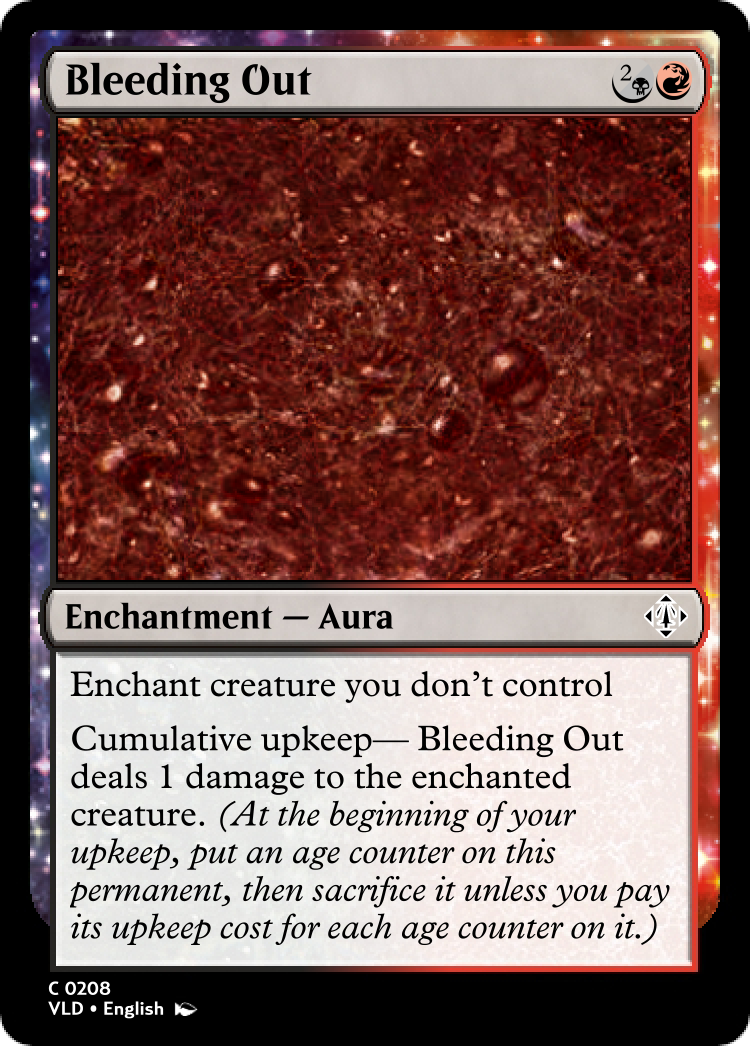 Bleeding Out
2
Enchantment — Aura
Enchant creature you don't control
Cumulative upkeep— Bleeding Out
deals 1 damage to the enchanted
creature. (At the beginning of your
upkeep, put an age counter on this
permanent, then sacrifice it unless you pay
its upkeep cost for each age counter on it.)
C 0208
VLD • English